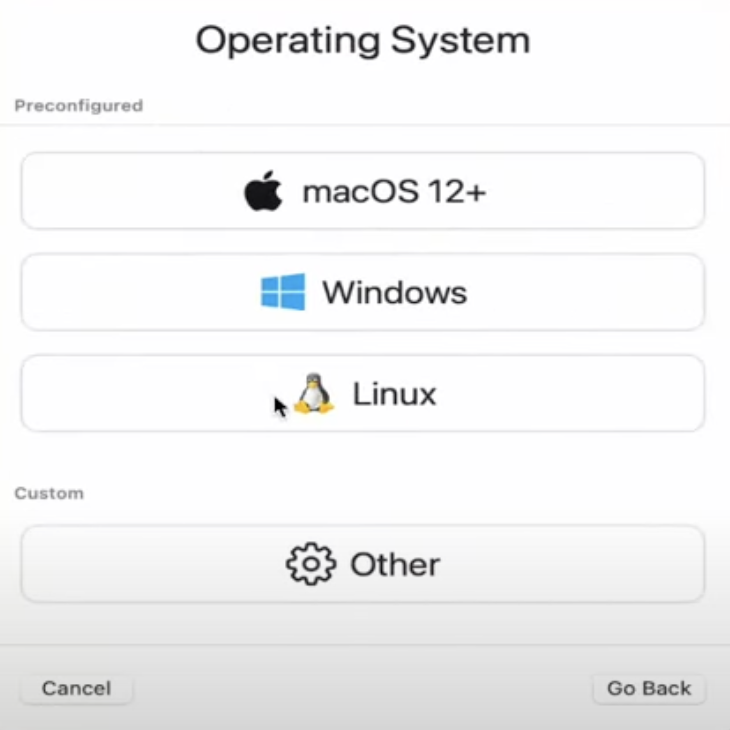 Operating System
Preconfigured
macOS 12+
Windows
Linux
Custom
Other
Cancel
Go Back